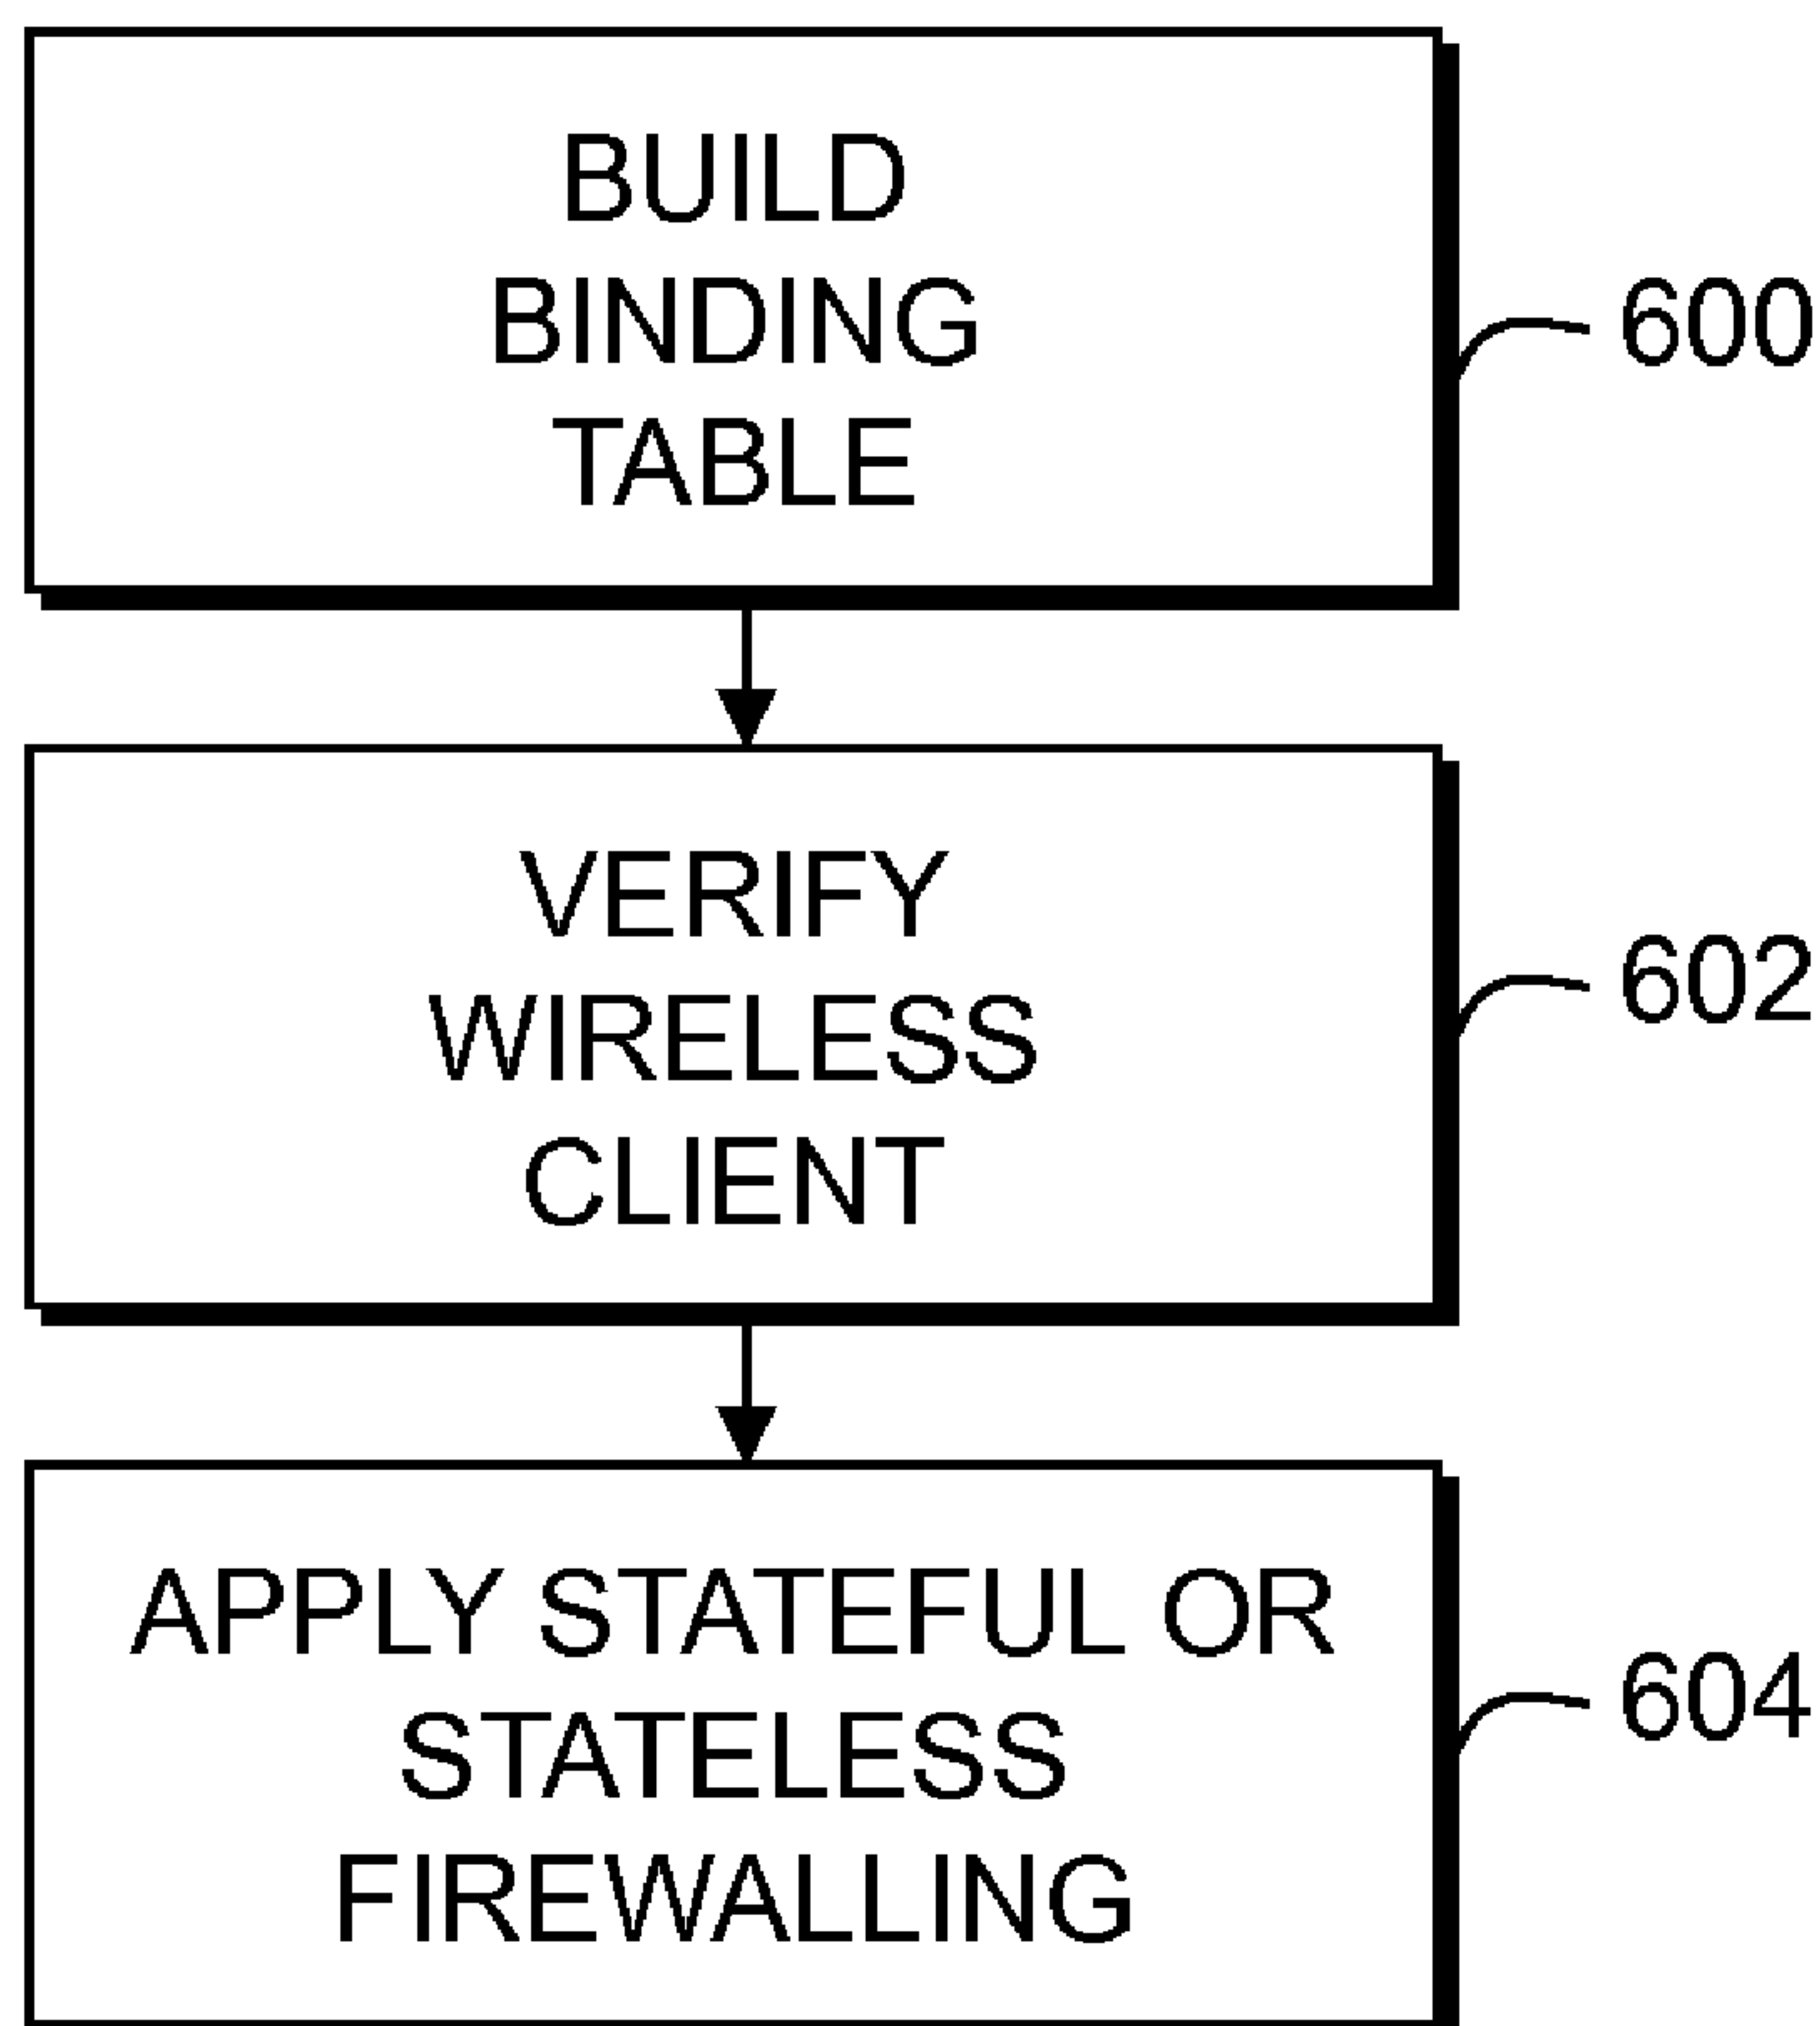 BUILD
BINDING
TABLE
600
VERIFY
WIRELESS
CLIENT
602
APPLY STATEFUL OR
STATELESS
FIREWALLING
604